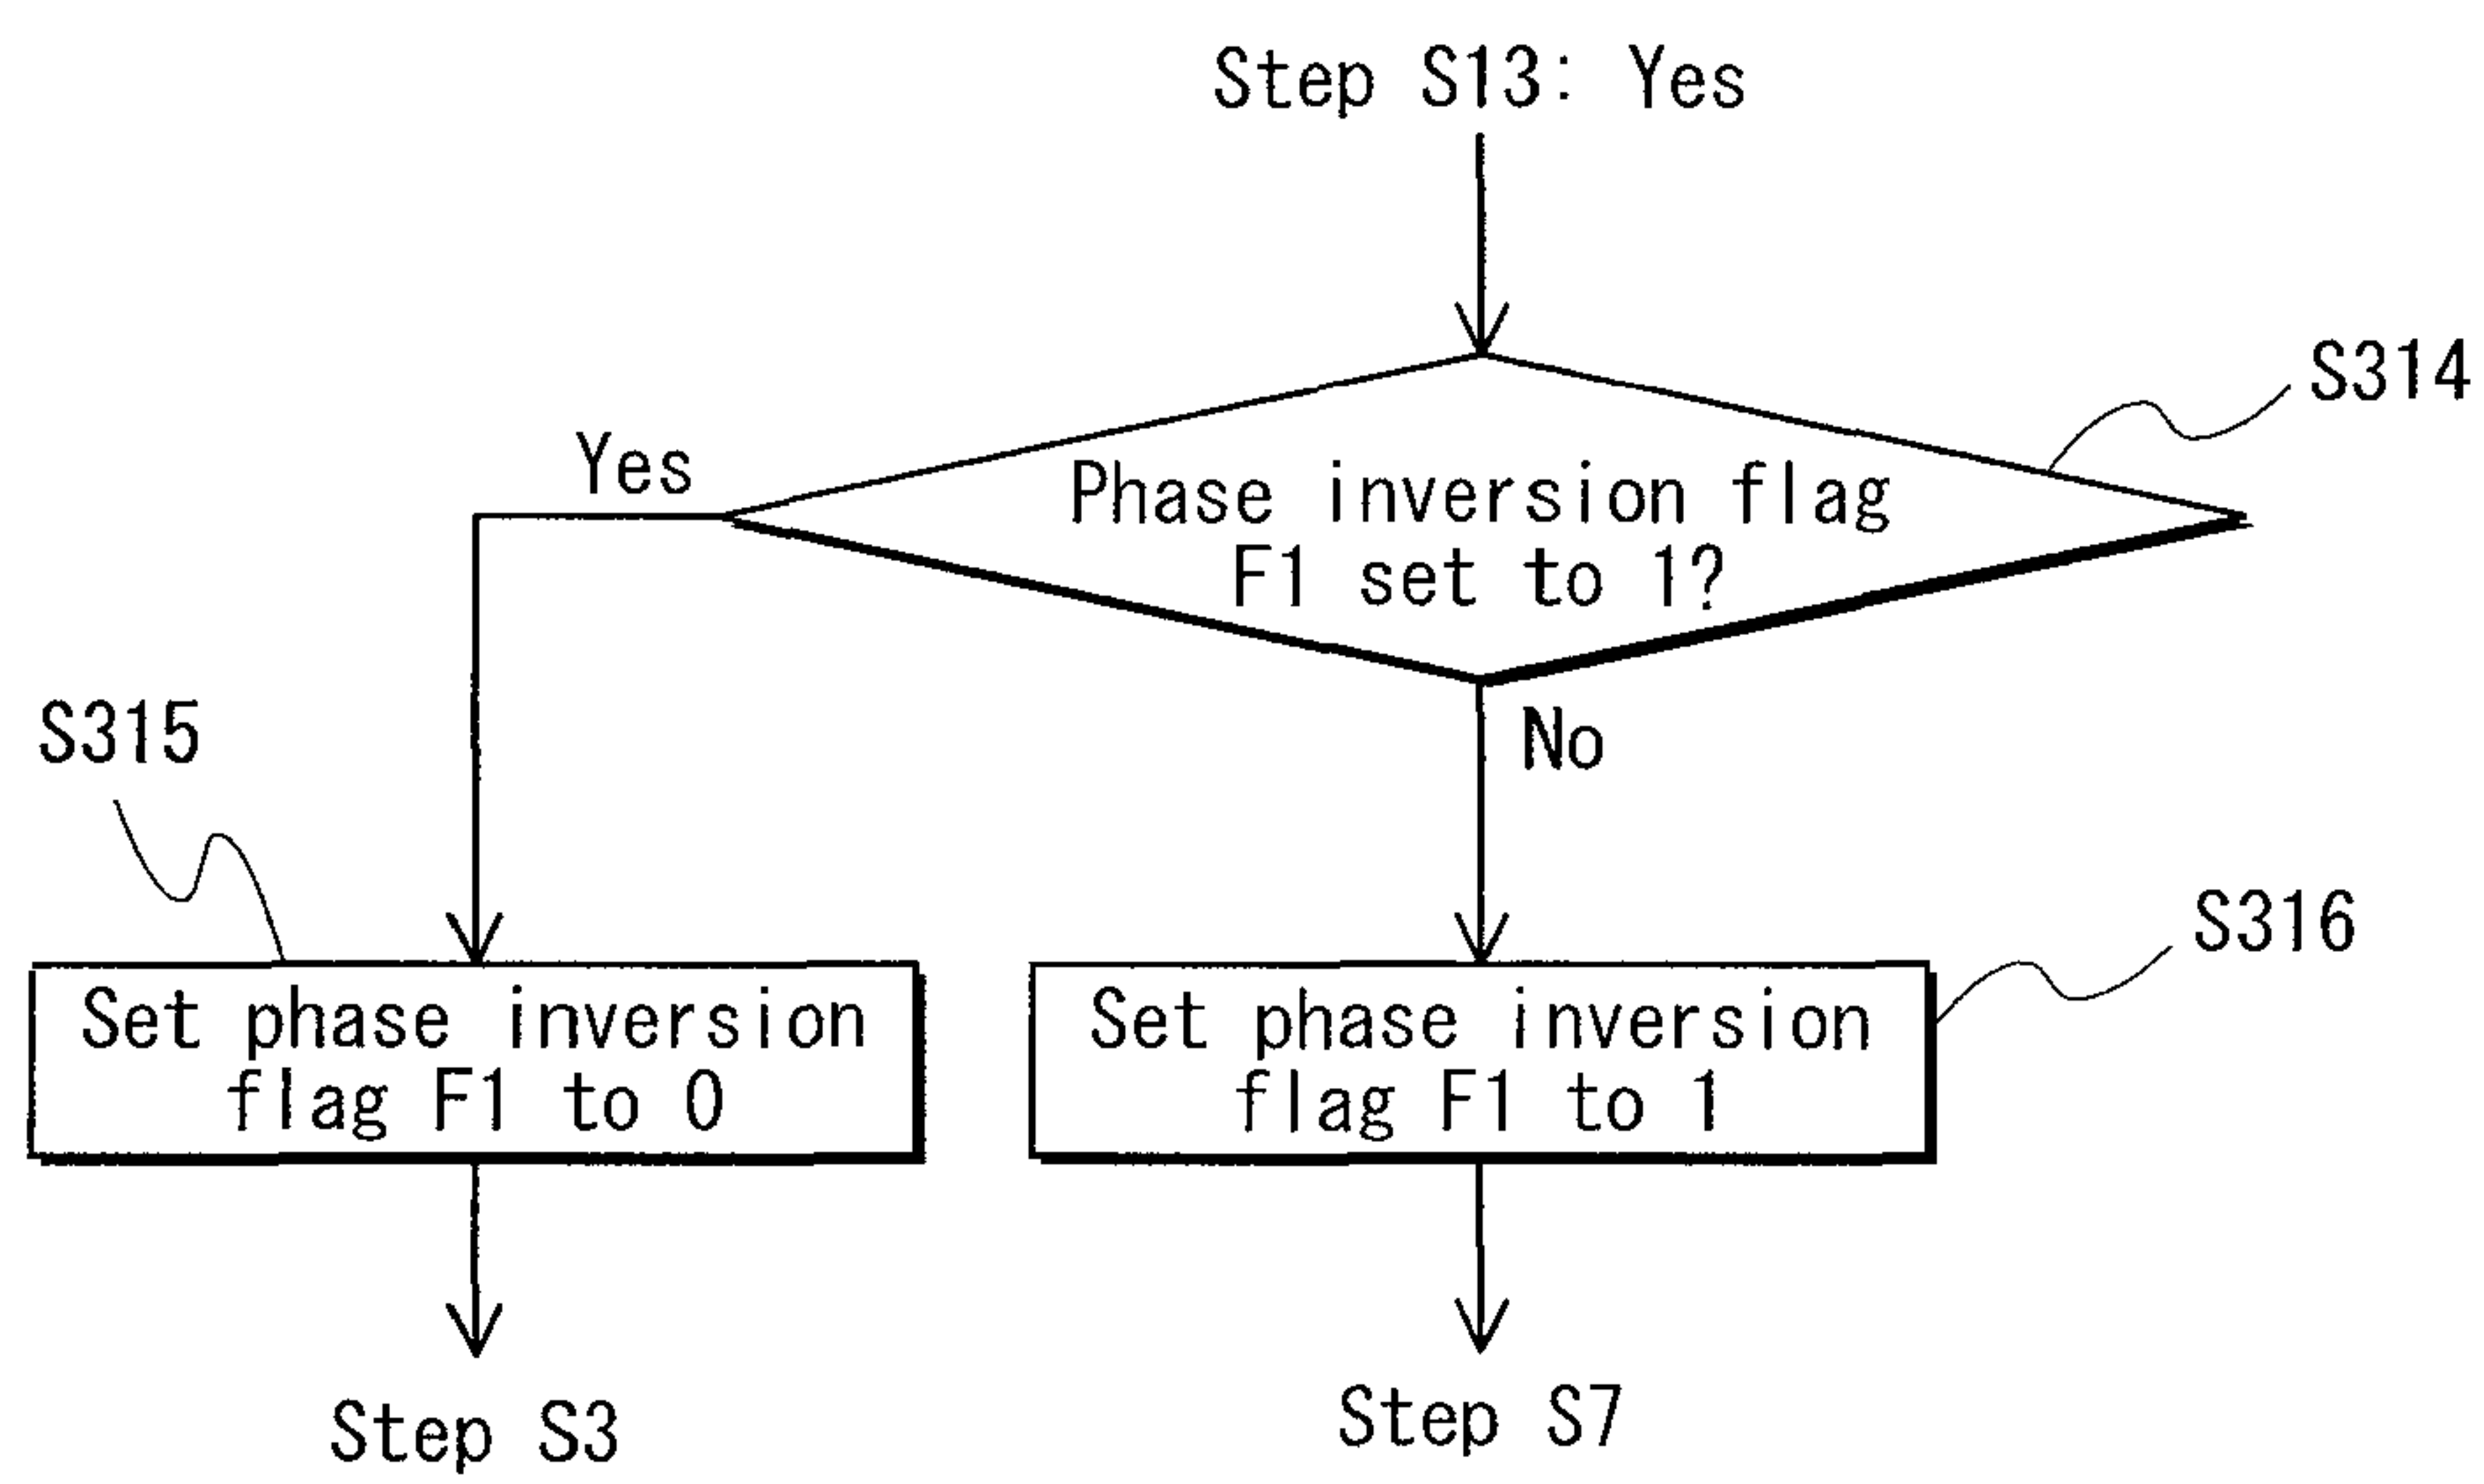 Step S13: Yes
S314
Yes
Phase inversion flag
F1 set to 1?
No
S315
S316
Set phase inversion
flag F1 to 0
Set phase inversion
flag F1 to 1
Step S3
Step S7